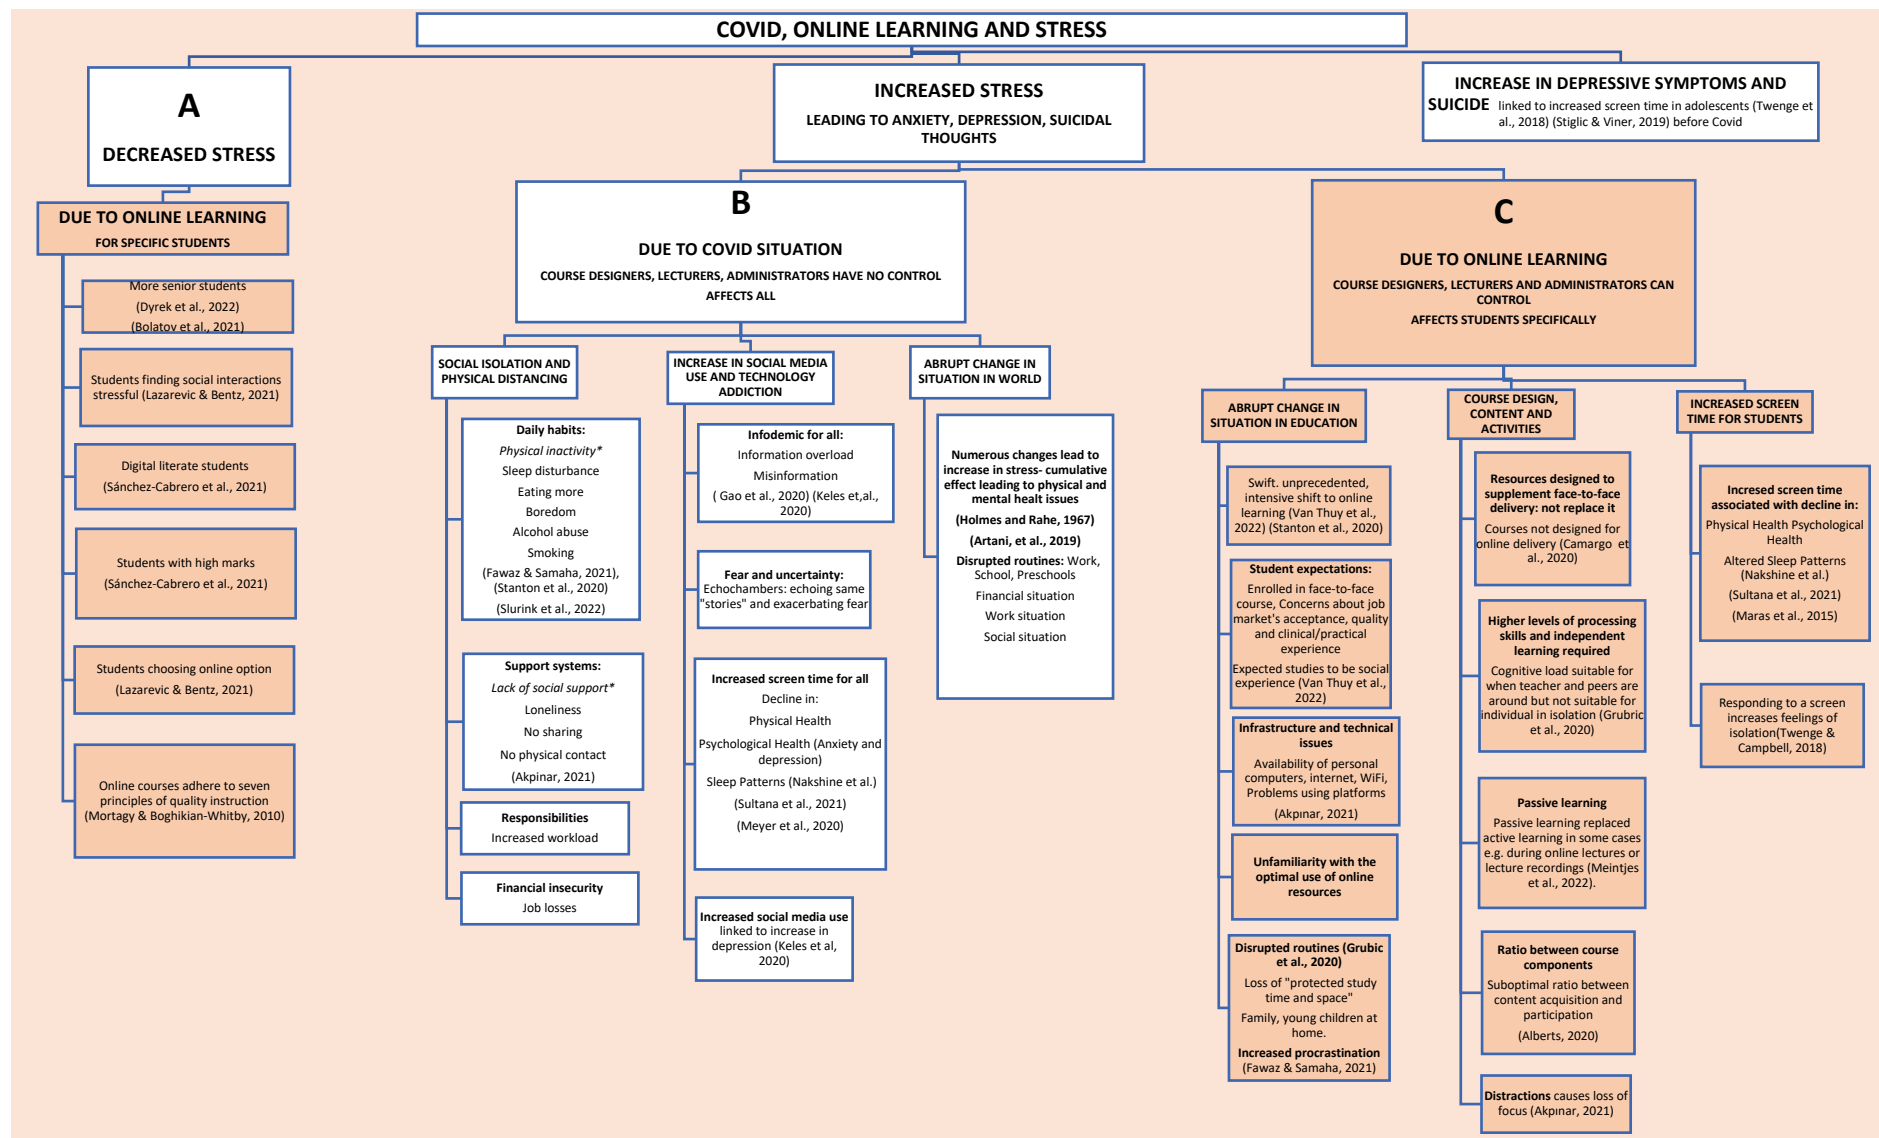 COVID, ONLINE LEARNING AND STRESS
A
DECREASED STRESS
INCREASED STRESS
LEADING TO ANXIETY, DEPRESSION, SUICIDAL
THOUGHTS
INCREASE IN DEPRESSIVE SYMPTOMS AND
SUICIDE linked to increased screen time in adolescents (Twenge et
al., 2018) (Stiglic & Viner, 2019) before Covid
DUE TO ONLINE LEARNING
FOR SPECIFIC STUDENTS
More senior students
(Dyrek et al., 2022)
(Bolatov et al., 2021)
Students finding social interactions
stressful (Lazarevic & Bentz, 2021)
Digital literate students
(Sánchez-Cabrero et al., 2021)
Students with high marks
(Sánchez-Cabrero et al., 2021)
Students choosing online option
(Lazarevic & Bentz, 2021)
Online courses adhere to seven
principles of quality instruction
(Mortagy & Boghikian-Whitby, 2010)
B
DUE TO COVID SITUATION
COURSE DESIGNERS, LECTURERS, ADMINISTRATORS HAVE NO CONTROL
AFFECTS ALL
SOCIAL ISOLATION AND
PHYSICAL DISTANCING
Daily habits:
Physical inactivity*
Sleep disturbance
Eating more
Boredom
Alcohol abuse
Smoking
(Fawaz & Samaha, 2021),
(Stanton et al., 2020)
(Slurink et al., 2022)
Support systems:
Lack of social support*
Loneliness
No sharing
No physical contact
(Akpinar, 2021)
Responsibilities
Increased workload
Financial insecurity
Job losses
INCREASE IN SOCIAL MEDIA
USE AND TECHNOLOGY
ADDICTION
Infodemic for all:
Information overload
Misinformation
( Gao et al., 2020) (Keles et,al.,
2020)
Fear and uncertainty:
Echochambers: echoing same
"stories" and exacerbating fear
Increased screen time for all
Decline in:
Physical Health
Psychological Health (Anxiety and
depression)
Sleep Patterns (Nakshine et al.)
(Sultana et al., 2021)
(Meyer et al., 2020)
Increased social media use
linked to increase in
depression (Keles et al,
2020)
ABRUPT CHANGE IN
SITUATION IN WORLD
Numerous changes lead to
increase in stress- cumulative
effect leading to physical and
mental healt issues
(Holmes and Rahe, 1967)
(Artani, et al., 2019)
Disrupted routines: Work,
School, Preschools
Financial situation
Work situation
Social situation
C
DUE TO ONLINE LEARNING
COURSE DESIGNERS, LECTURERS AND ADMINISTRATORS CAN
CONTROL
AFFECTS STUDENTS SPECIFICALLY
ABRUPT CHANGE IN
SITUATION IN EDUCATION
Swift. unprecedented,
intensive shift to online
learning (Van Thuy et al.,
2022) (Stanton et al., 2020)
Student expectations:
Enrolled in face-to-face
course, Concerns about job
market's acceptance, quality
and clinical/practical
experience
Expected studies to be social
experience (Van Thuy et al.,
2022)
Infrastructure and technical
issues
Availability of personal
computers, internet, WiFi,
Problems using platforms
(Akpınar, 2021)
Unfamiliarity with the
optimal use of online
resources
Disrupted routines (Grubic
et al., 2020)
Loss of "protected study
time and space"
Family, young children at
home.
Increased procrastination
(Fawaz & Samaha, 2021)
COURSE DESIGN,
CONTENT AND
ACTIVITIES
Resources designed to
supplement face-to-face
delivery: not replace it
Courses not designed for
online delivery (Camargo et
al., 2020)
Higher levels of processing
skills and independent
learning required
Cognitive load suitable for
when teacher and peers are
around but not suitable for
individual in isolation (Grubric
et al., 2020)
Passive learning
Passive learning replaced
active learning in some cases
e.g. during online lectures or
lecture recordings (Meintjes
et al., 2022).
Ratio between course
components
Suboptimal ratio between
content acquisition and
participation
(Alberts, 2020)
Distractions causes loss of
focus (Akpınar, 2021)
INCREASED SCREEN
TIME FOR STUDENTS
Incresed screen time
associated with decline in:
Physical Health Psychological
Health
Altered Sleep Patterns
(Nakshine et al.)
(Sultana et al., 2021)
(Maras et al., 2015)
Responding to a screen
increases feelings of
isolation(Twenge &
Campbell, 2018)